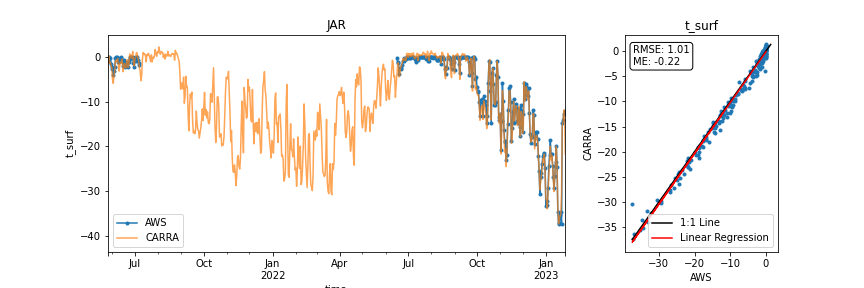 JAR
t_surf
0
−10
−20
−30
−40
AWS
CARRA
Jul
Oct
Jan
2022
Apr
Jul
Oct
Jan
2023
time
t_surf
RMSE: 1.01
ME: -0.22
CARRA
0
−5
−10
−15
−20
−25
−30
−35
1:1 Line
Linear Regression
−30
−20
−10
0
AWS